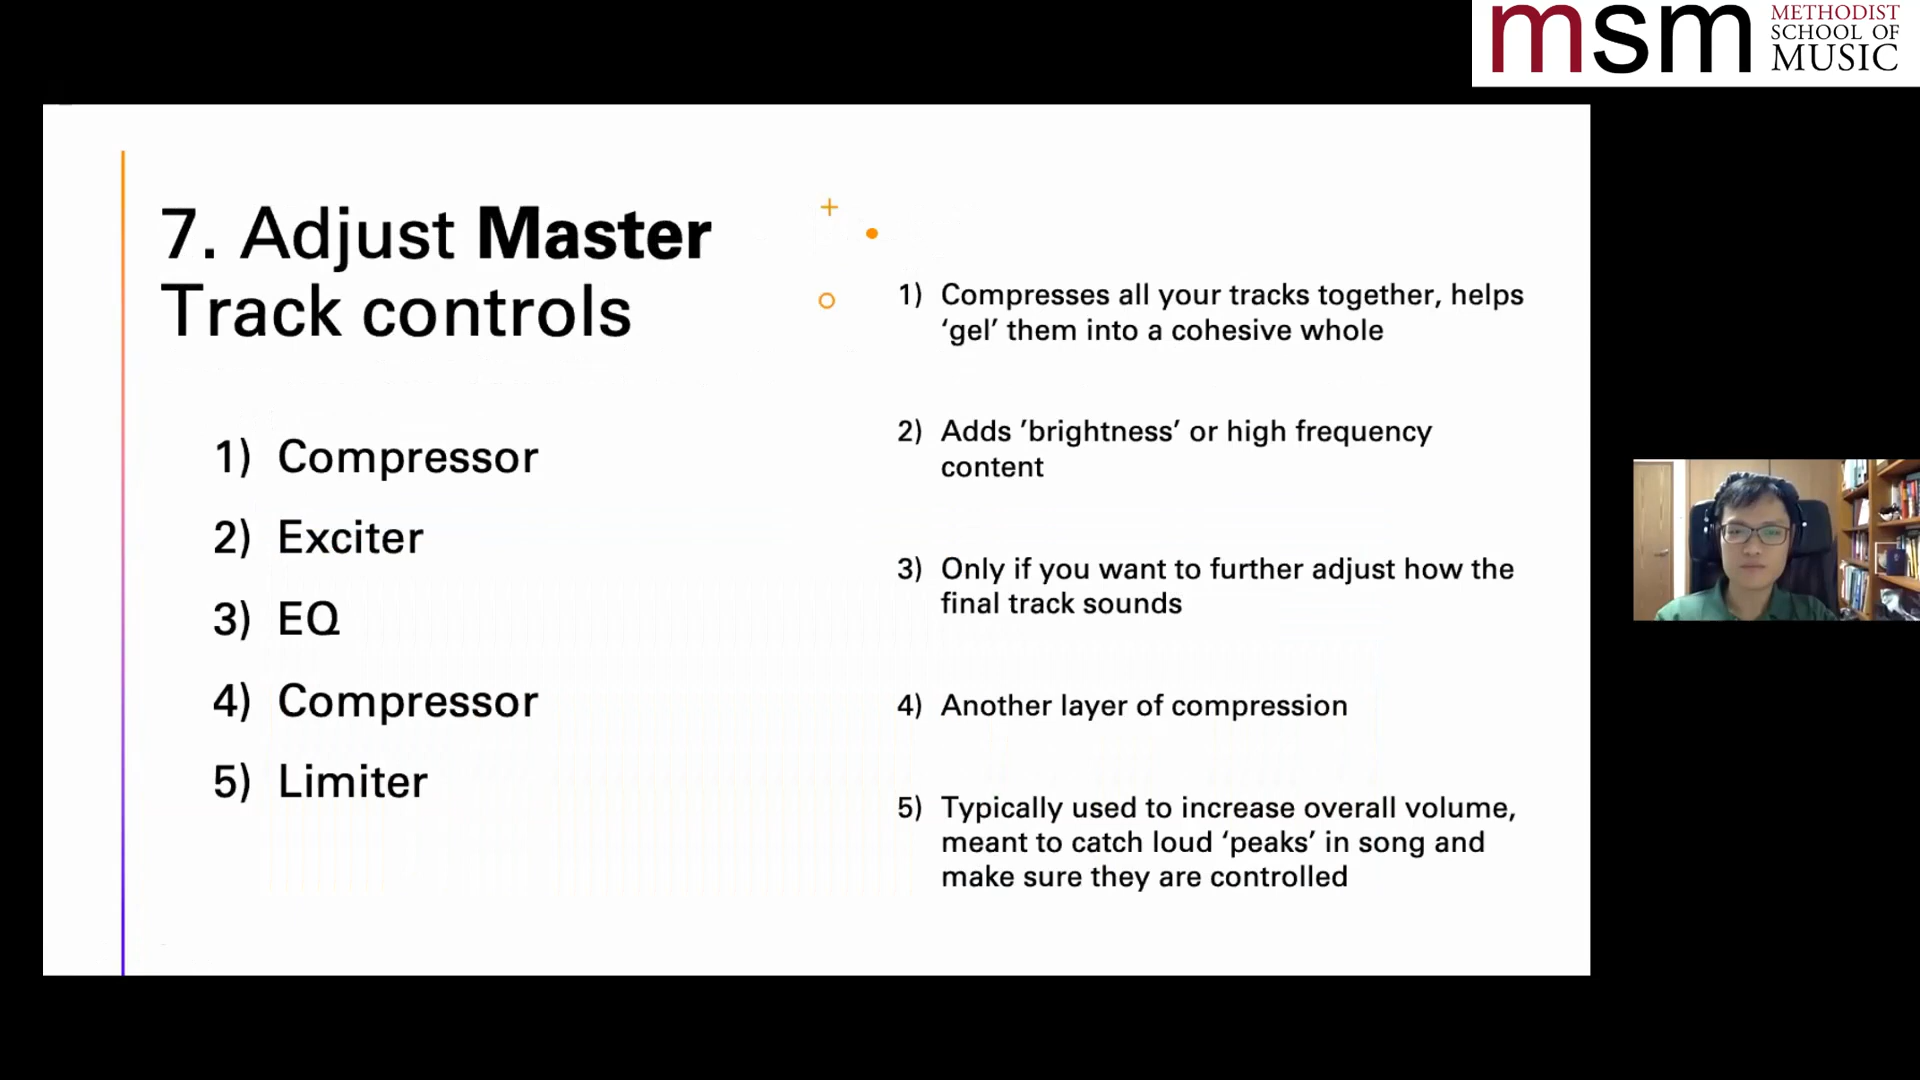 msm METHODIST
SCHOOL OF
MUSIC
7. Adjust Master
Track controls
1) Compressor
2) Exciter
3) EQ
4) Compressor
5) Limiter
1) Compresses all your tracks together, helps
‘gel’ them into a cohesive whole
2) Adds ’brightness’ or high frequency
content
3) Only if you want to further adjust how the
final track sounds
4) Another layer of compression
5) Typically used to increase overall volume,
meant to catch loud ‘peaks’ in song and
make sure they are controlled